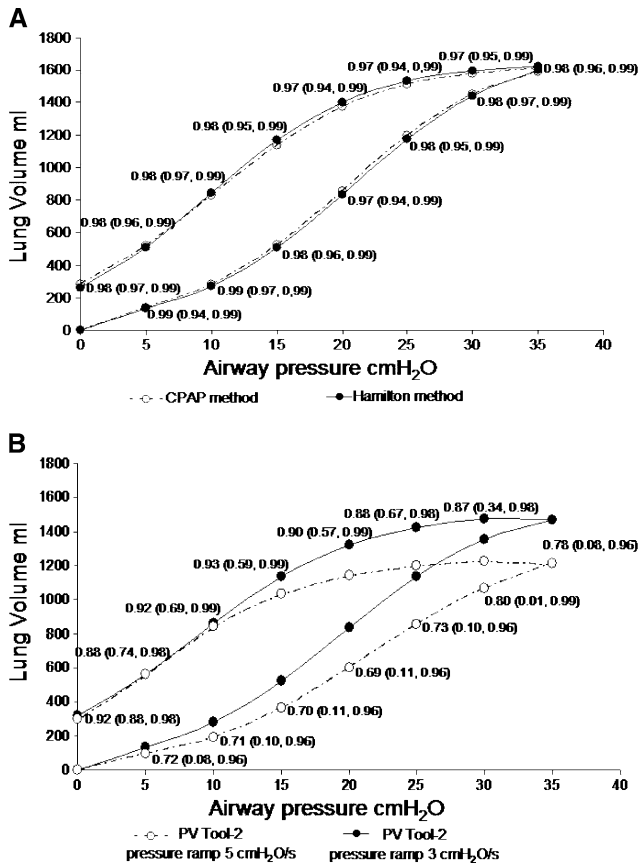 A
1800
1600
1400
1200
1000
800
600
400
200
0
Lung Volume ml
0.97 (0.94, 0.99)
0.97 (0.95, 0.99)
0.98 (0.96, 0.99)
0.97 (0.94, 0.99)
0.98 (0.97, 0.99)
0.98 (0.95, 0.99)
0.98 (0.95, 0.99)
0.98 (0.97, 0.99)
0.97 (0.94, 0.99)
0.98 (0.96, 0.99)
0.98 (0.96, 0.99)
0.98 (0.97, 0.99)
0.99 (0.97, 0.99)
0.99 (0.94, 0.99)
0 5 10 15 20 25 30 35 40
Airway pressure cmH₂O
CPAP method Hamilton method
B
1800
1600
1400
1200
1000
800
600
400
200
0
Lung Volume ml
0.88 (0.67, 0.98)
0.87 (0.34, 0.98)
0.90 (0.57, 0.99)
0.78 (0.08, 0.96)
0.93 (0.59, 0.99)
0.80 (0.01, 0.99)
0.92 (0.69, 0.99)
0.73 (0.10, 0.96)
0.88 (0.74, 0.98)
0.69 (0.11, 0.96)
0.70 (0.11, 0.96)
0.92 (0.88, 0.98)
0.71 (0.10, 0.96)
0.72 (0.08, 0.96)
0 5 10 15 20 25 30 35 40
Airway pressure cmH₂O
PV Tool-2 PV Tool-2
pressure ramp 5 cmH₂O/s pressure ramp 3 cmH₂O/s